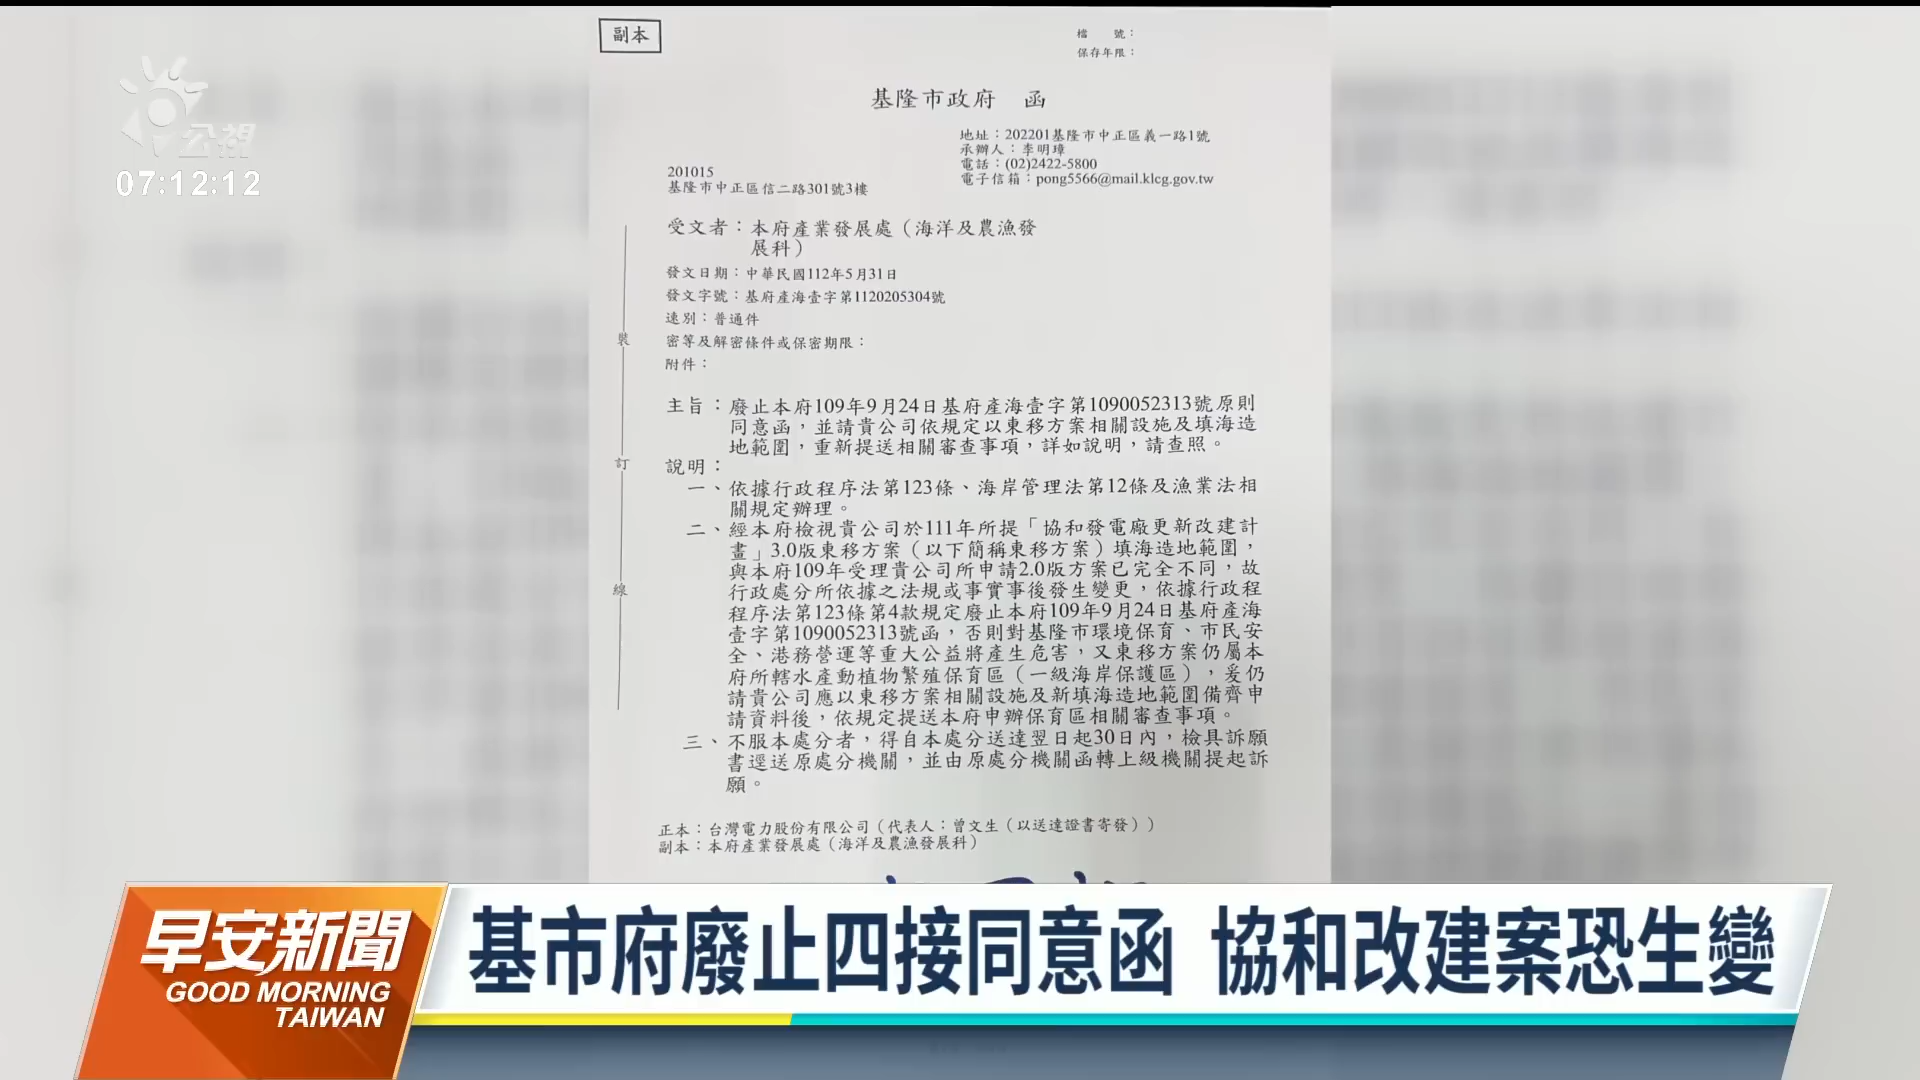 副本
檔　號：
保存年限：
公視
07:12:12
基隆市政府　函
地址：202201基隆市中正區義一路1號
承辦人：李明璋
電話：(02)2422-5800
電子信箱：pong5566@mail.klcg.gov.tw
201015
基隆市中正區信二路301號3樓
受文者：本府產業發展處（海洋及農漁發
展科）
發文日期：中華民國112年5月31日
發文字號：基府產海壹字第1120205304號
速別：普通件
密等及解密條件或保密期限：
附件：
裝
訂
線
主旨：廢止本府109年9月24日基府產海壹字第1090052313號原則
同意函，並請貴公司依規定以東移方案相關設施及填海造
地範圍，重新提送相關審查事項，詳如說明，請查照。
說明：
一、依據行政程序法第123條、海岸管理法第12條及漁業法相
關規定辦理。
二、經本府檢視貴公司於111年所提「協和發電廠更新改建計
畫」3.0版東移方案（以下簡稱東移方案）填海造地範圍，
與本府109年受理貴公司所申請2.0版方案已完全不同，故
行政處分所依據之法規或事實事後發生變更，依據行政程
程序法第123條第4款規定廢止本府109年9月24日基府產海
壹字第1090052313號函，否則對基隆市環境保育、市民安
全、港務營運等重大公益將產生危害，又東移方案仍屬本
府所轄水產動植物繁殖保育區（一級海岸保護區），爰仍
請貴公司應以東移方案相關設施及新填海造地範圍備齊申
請資料後，依規定提送本府申辦保育區相關審查事項。
三、不服本處分者，得自本處分送達翌日起30日內，檢具訴願
書逕送原處分機關，並由原處分機關函轉上級機關提起訴
願。
正本：台灣電力股份有限公司（代表人：曾文生（以送達證書寄發））
副本：本府產業發展處（海洋及農漁發展科）
早安新聞
GOOD MORNING
TAIWAN
基市府廢止四接同意函 協和改建案恐生變